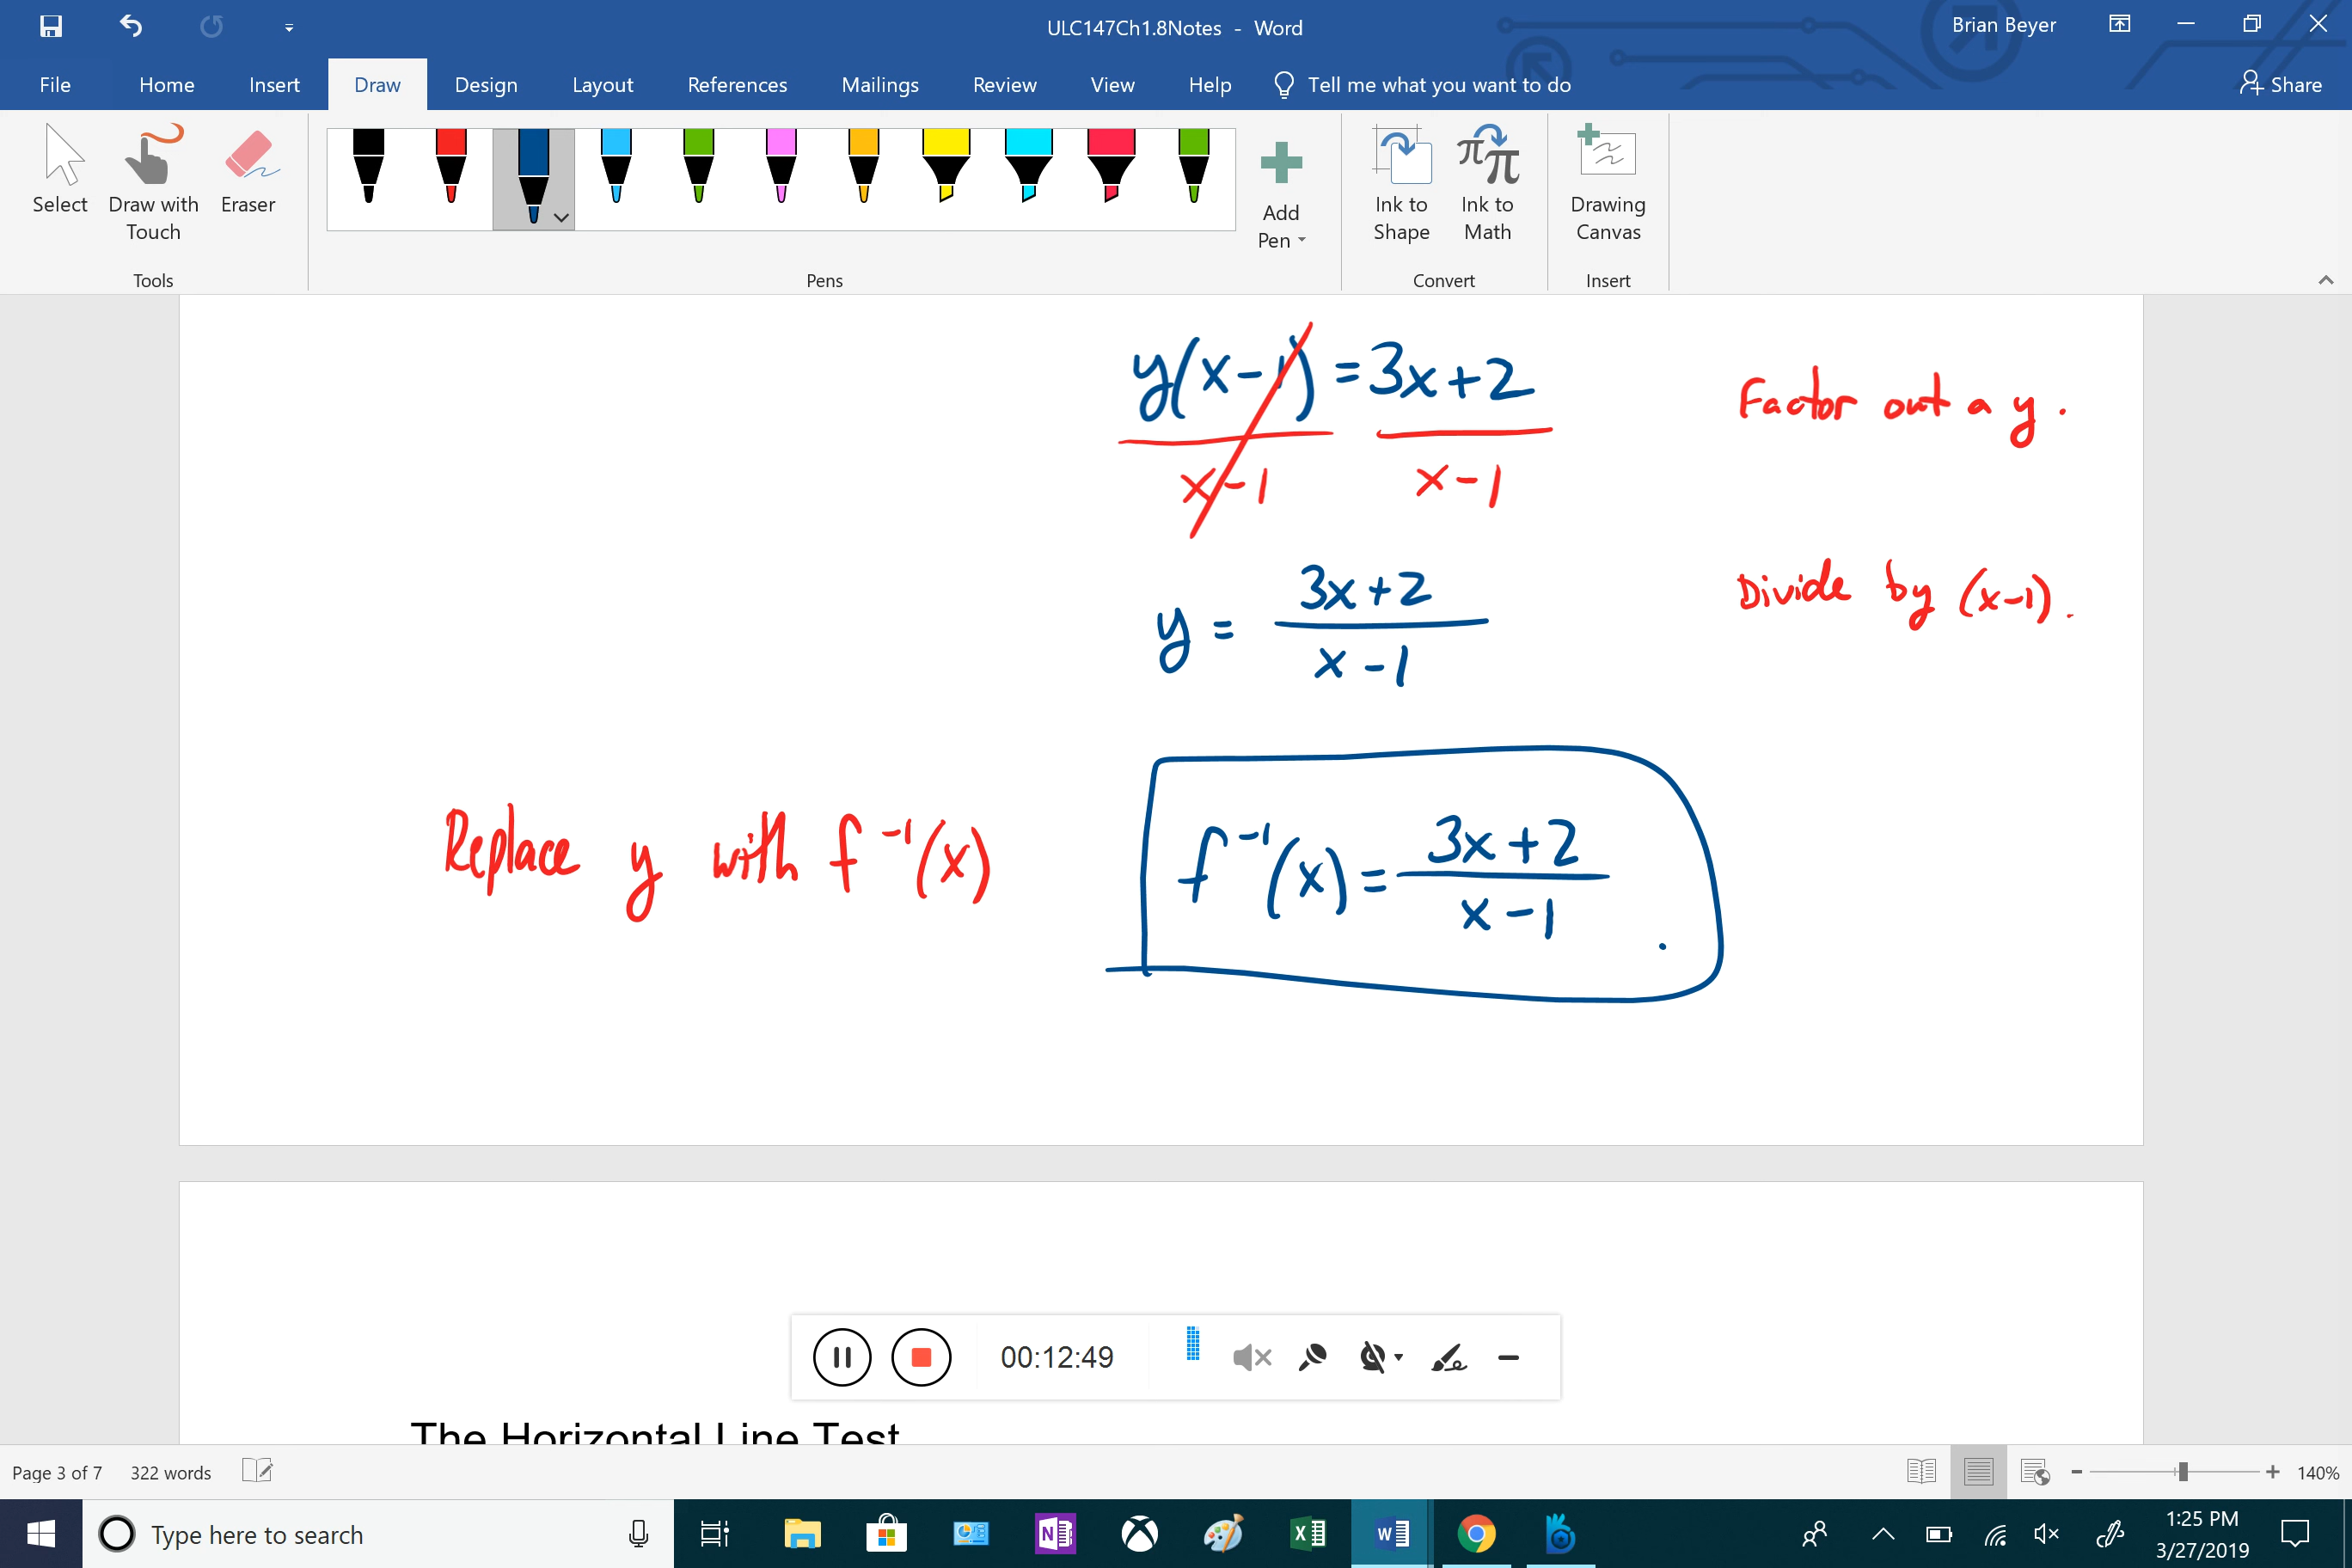 ULC147Ch1.8Notes - Word
Brian Beyer
File Home Insert Draw Design Layout References Mailings Review View Help Tell me what you want to do Share
Select Draw with Touch Eraser
Add Pen
Ink to Shape Ink to Math
Drawing Canvas
Tools Pens Convert Insert
y(x-1) = 3x+2
x-1 x-1
Factor out a y.
y = 3x+2
x-1
Divide by (x-1).
Replace y with f⁻¹(x)
f⁻¹(x) = 3x+2
x-1 .
00:12:49
The Horizontal Line Test
Page 3 of 7 322 words
140%
Type here to search
1:25 PM
3/27/2019